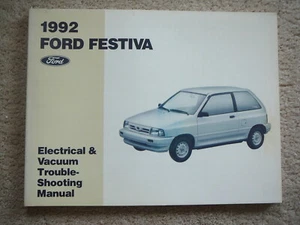 1992
FORD FESTIVA
Ford
Electrical &
Vacuum
Trouble-
Shooting
Manual